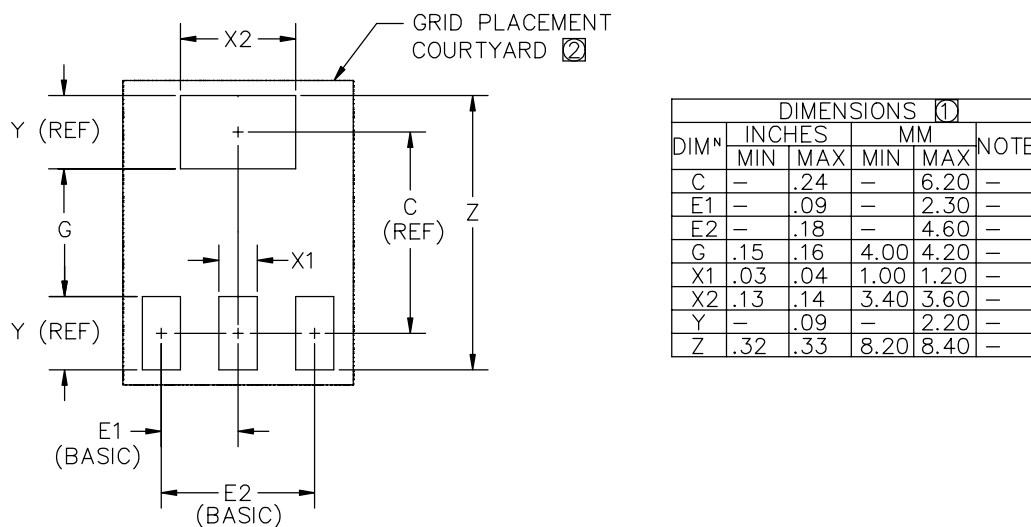 X2
GRID PLACEMENT
COURTYARD ②
Y (REF)
G
C
(REF)
Z
X1
Y (REF)
E1
(BASIC)
E2
(BASIC)
DIMENSIONS ①
DIMᴺ INCHES MM NOTE
MIN MAX MIN MAX
C – .24 – 6.20 –
E1 – .09 – 2.30 –
E2 – .18 – 4.60 –
G .15 .16 4.00 4.20 –
X1 .03 .04 1.00 1.20 –
X2 .13 .14 3.40 3.60 –
Y – .09 – 2.20 –
Z .32 .33 8.20 8.40 –